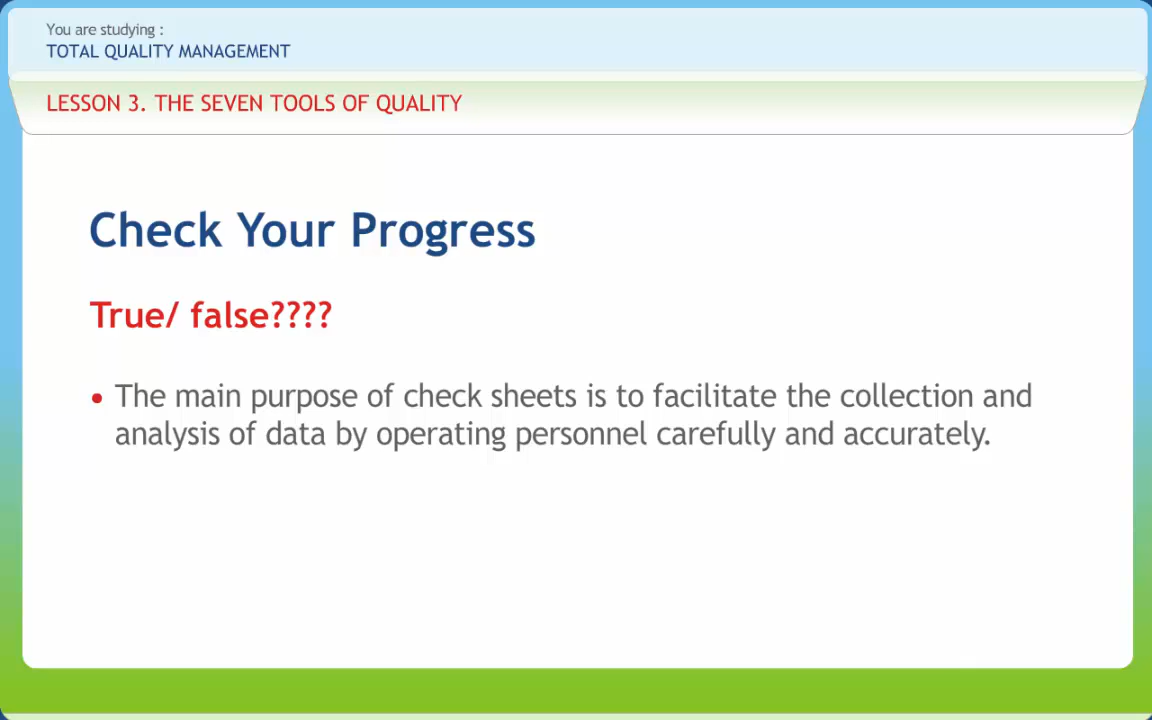 You are studying :
TOTAL QUALITY MANAGEMENT
LESSON 3. THE SEVEN TOOLS OF QUALITY
Check Your Progress
True/ false????
• The main purpose of check sheets is to facilitate the collection and
analysis of data by operating personnel carefully and accurately.